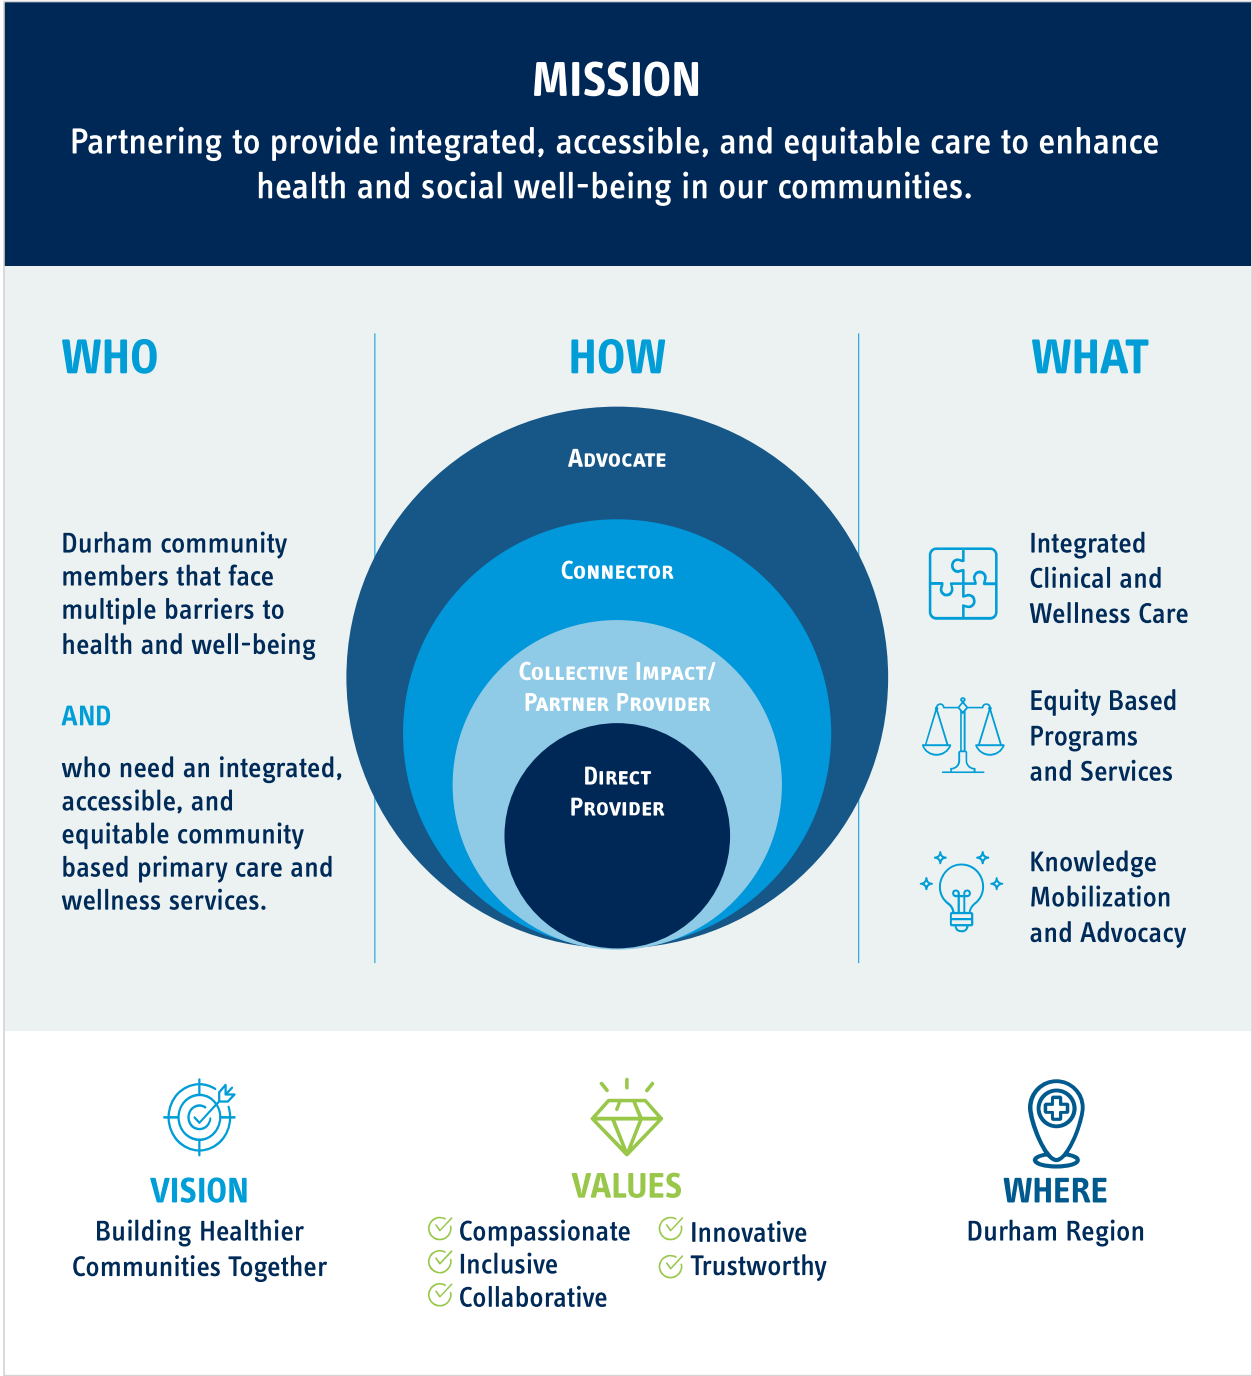 MISSION
Partnering to provide integrated, accessible, and equitable care to enhance
health and social well-being in our communities.
WHO
Durham community
members that face
multiple barriers to
health and well-being
AND
who need an integrated,
accessible, and
equitable community
based primary care and
wellness services.
HOW
ADVOCATE
CONNECTOR
COLLECTIVE IMPACT/
PARTNER PROVIDER
DIRECT
PROVIDER
WHAT
Integrated
Clinical and
Wellness Care
Equity Based
Programs
and Services
Knowledge
Mobilization
and Advocacy
VISION
Building Healthier
Communities Together
VALUES
Compassionate
Inclusive
Collaborative
Innovative
Trustworthy
WHERE
Durham Region